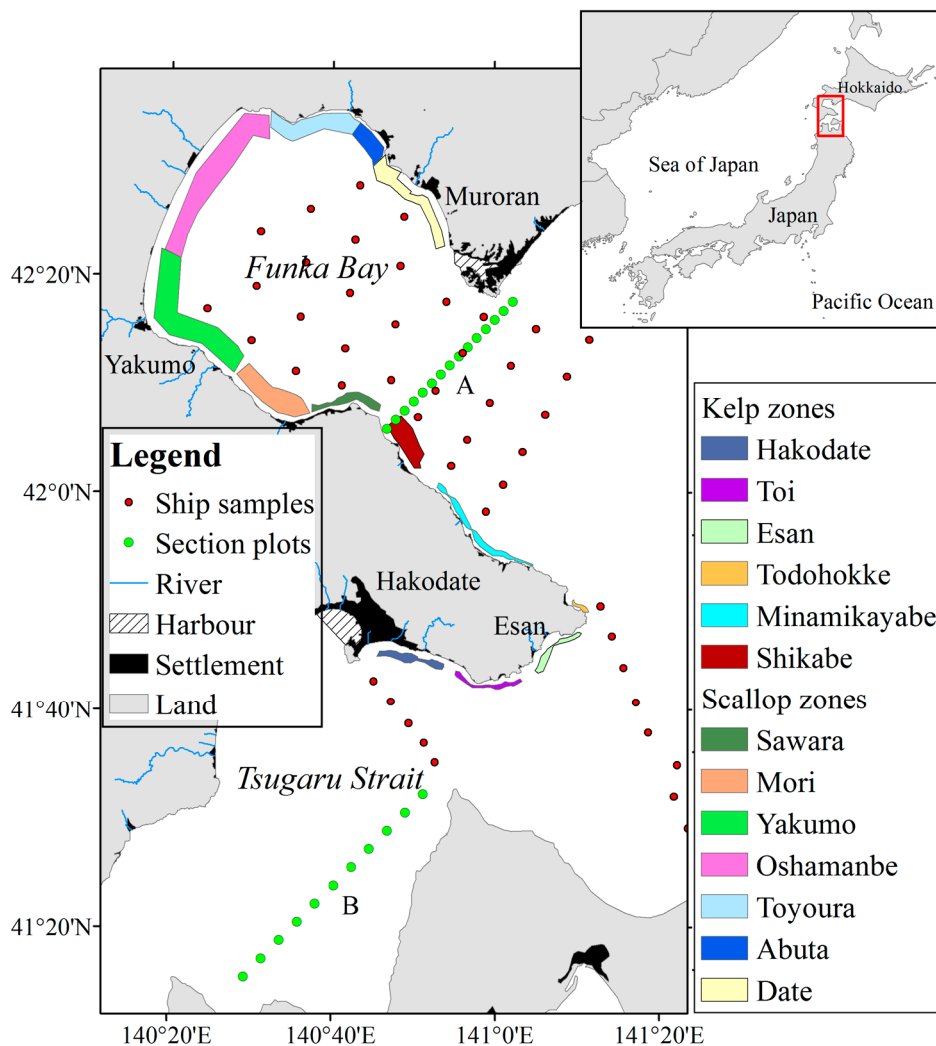 Hokkaido
Sea of Japan
Japan
Pacific Ocean
Muroran
42°20'N
Funka Bay
Yakumo
A
Legend
Ship samples
Section plots
River
Harbour
Settlement
Land
42°0'N
Hakodate
Esan
41°40'N
Tsugaru Strait
B
41°20'N
140°20'E
140°40'E
141°0'E
141°20'E
Kelp zones
Hakodate
Toi
Esan
Todohokke
Minamikayabe
Shikabe
Scallop zones
Sawara
Mori
Yakumo
Oshamanbe
Toyoura
Abuta
Date